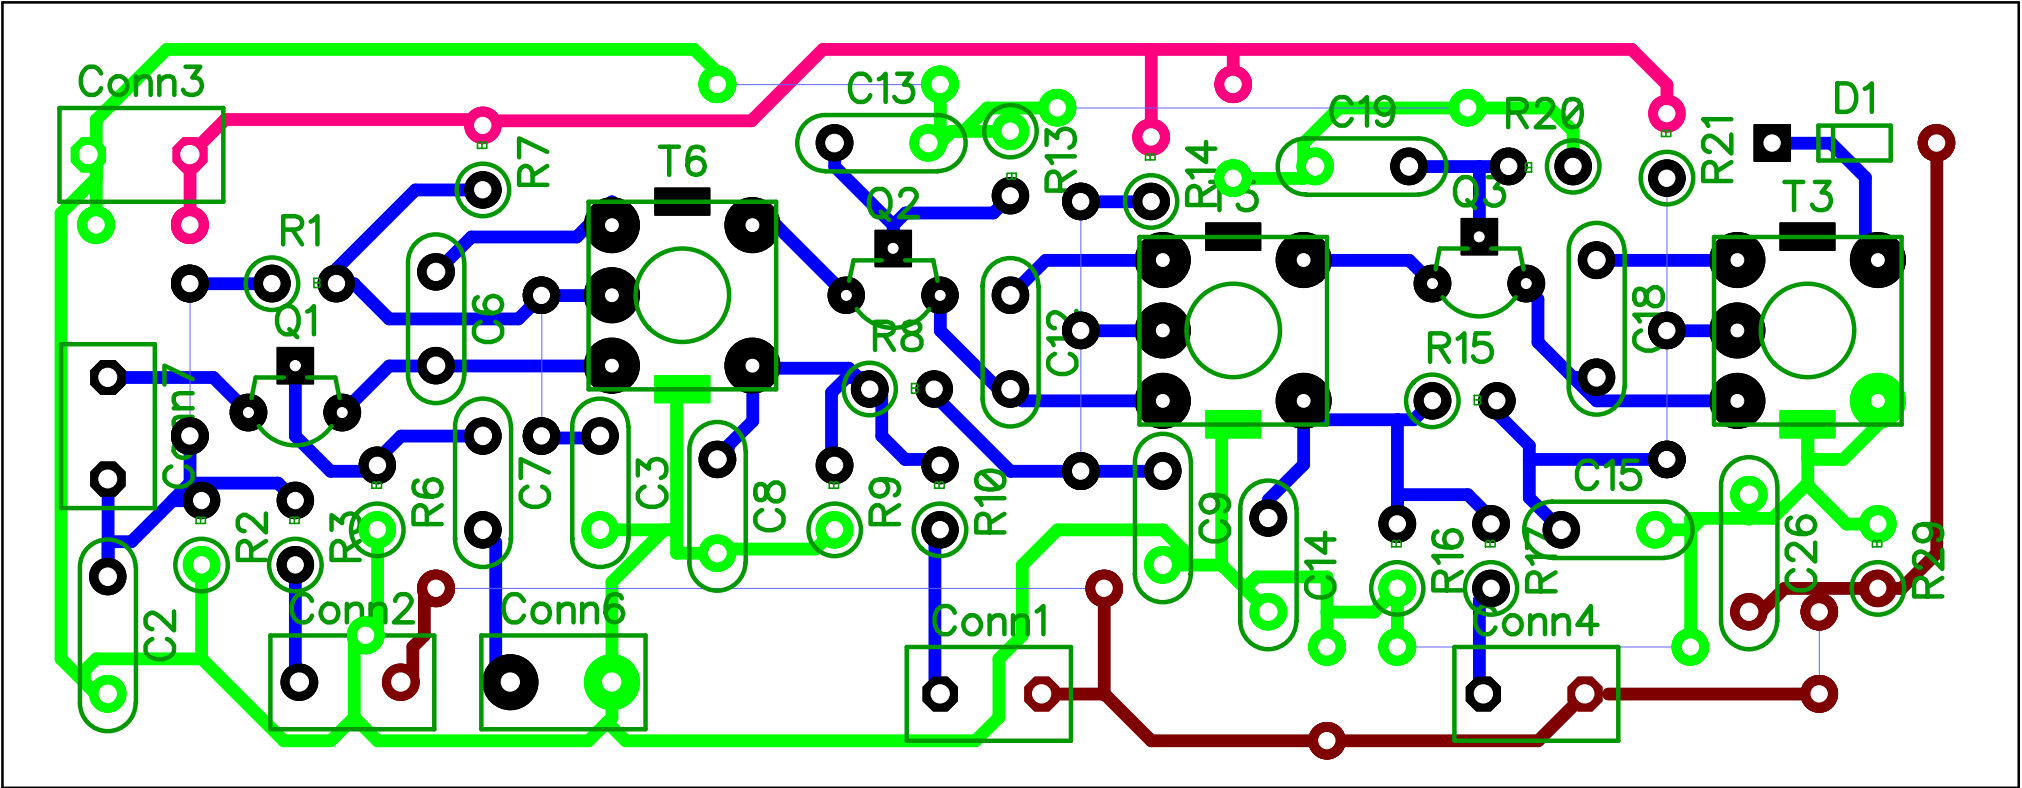 Conn3
C13
C19
R20
D1
R7
T6
R13
R14
R21
R1
Q2
T5
Q3
T3
Q1
C6
R8
C12
R15
C18
Conn7
R6
C7
C3
C8
R9
R10
C9
C15
R2
R3
C14
R16
R17
C26
R29
C2
Conn2
Conn6
Conn1
Conn4